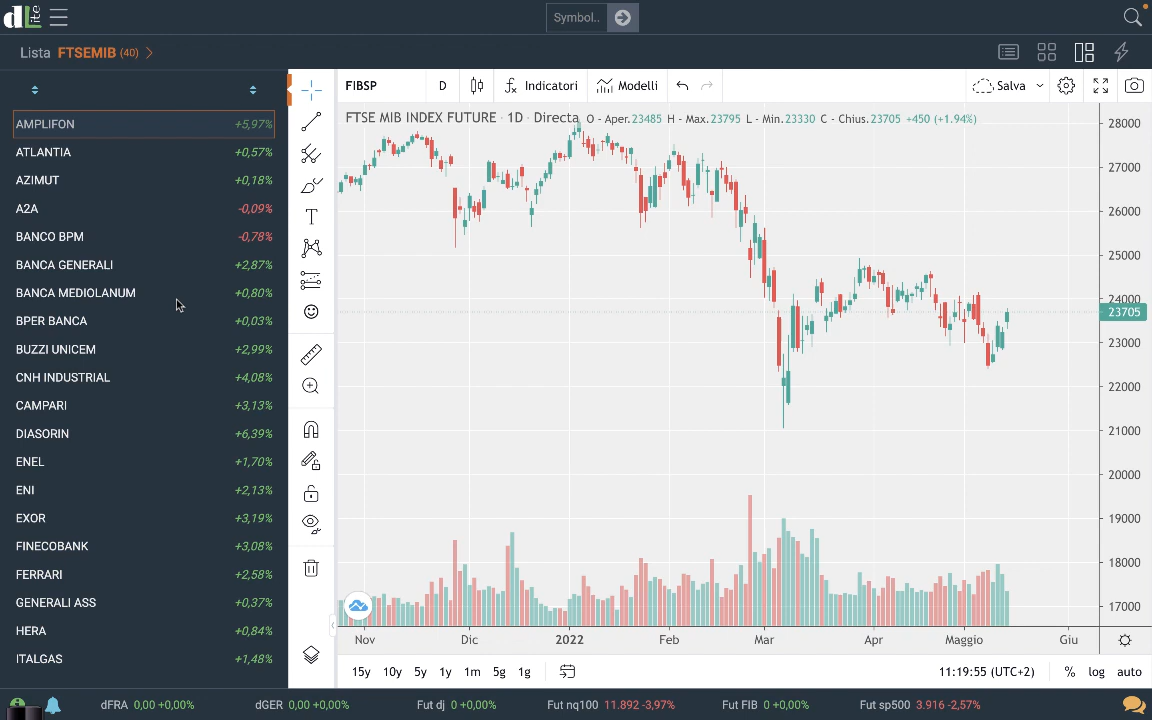 dLite
Symbol..
Lista FTSEMIB (40)
AMPLIFON +5,97%
ATLANTIA +0,57%
AZIMUT +0,18%
A2A -0,09%
BANCO BPM -0,78%
BANCA GENERALI +2,87%
BANCA MEDIOLANUM +0,80%
BPER BANCA +0,03%
BUZZI UNICEM +2,99%
CNH INDUSTRIAL +4,08%
CAMPARI +3,13%
DIASORIN +6,39%
ENEL +1,70%
ENI +2,13%
EXOR +3,19%
FINECOBANK +3,08%
FERRARI +2,58%
GENERALI ASS +0,37%
HERA +0,84%
ITALGAS +1,48%
FIBSP D Indicatori Modelli Salva
FTSE MIB INDEX FUTURE · 1D · Directa O - Aper.23485 H - Max.23795 L - Min.23330 C - Chius.23705 +450 (+1.94%)
28000
27000
26000
25000
24000
23705
23000
22000
21000
20000
19000
18000
17000
Nov Dic 2022 Feb Mar Apr Maggio Giu
15y 10y 5y 1y 1m 5g 1g 11:19:55 (UTC+2) % log auto
dFRA 0,00 +0,00% dGER 0,00 +0,00% Fut dj 0 +0,00% Fut nq100 11.892 -3,97% Fut FIB 0 +0,00% Fut sp500 3.916 -2,57%